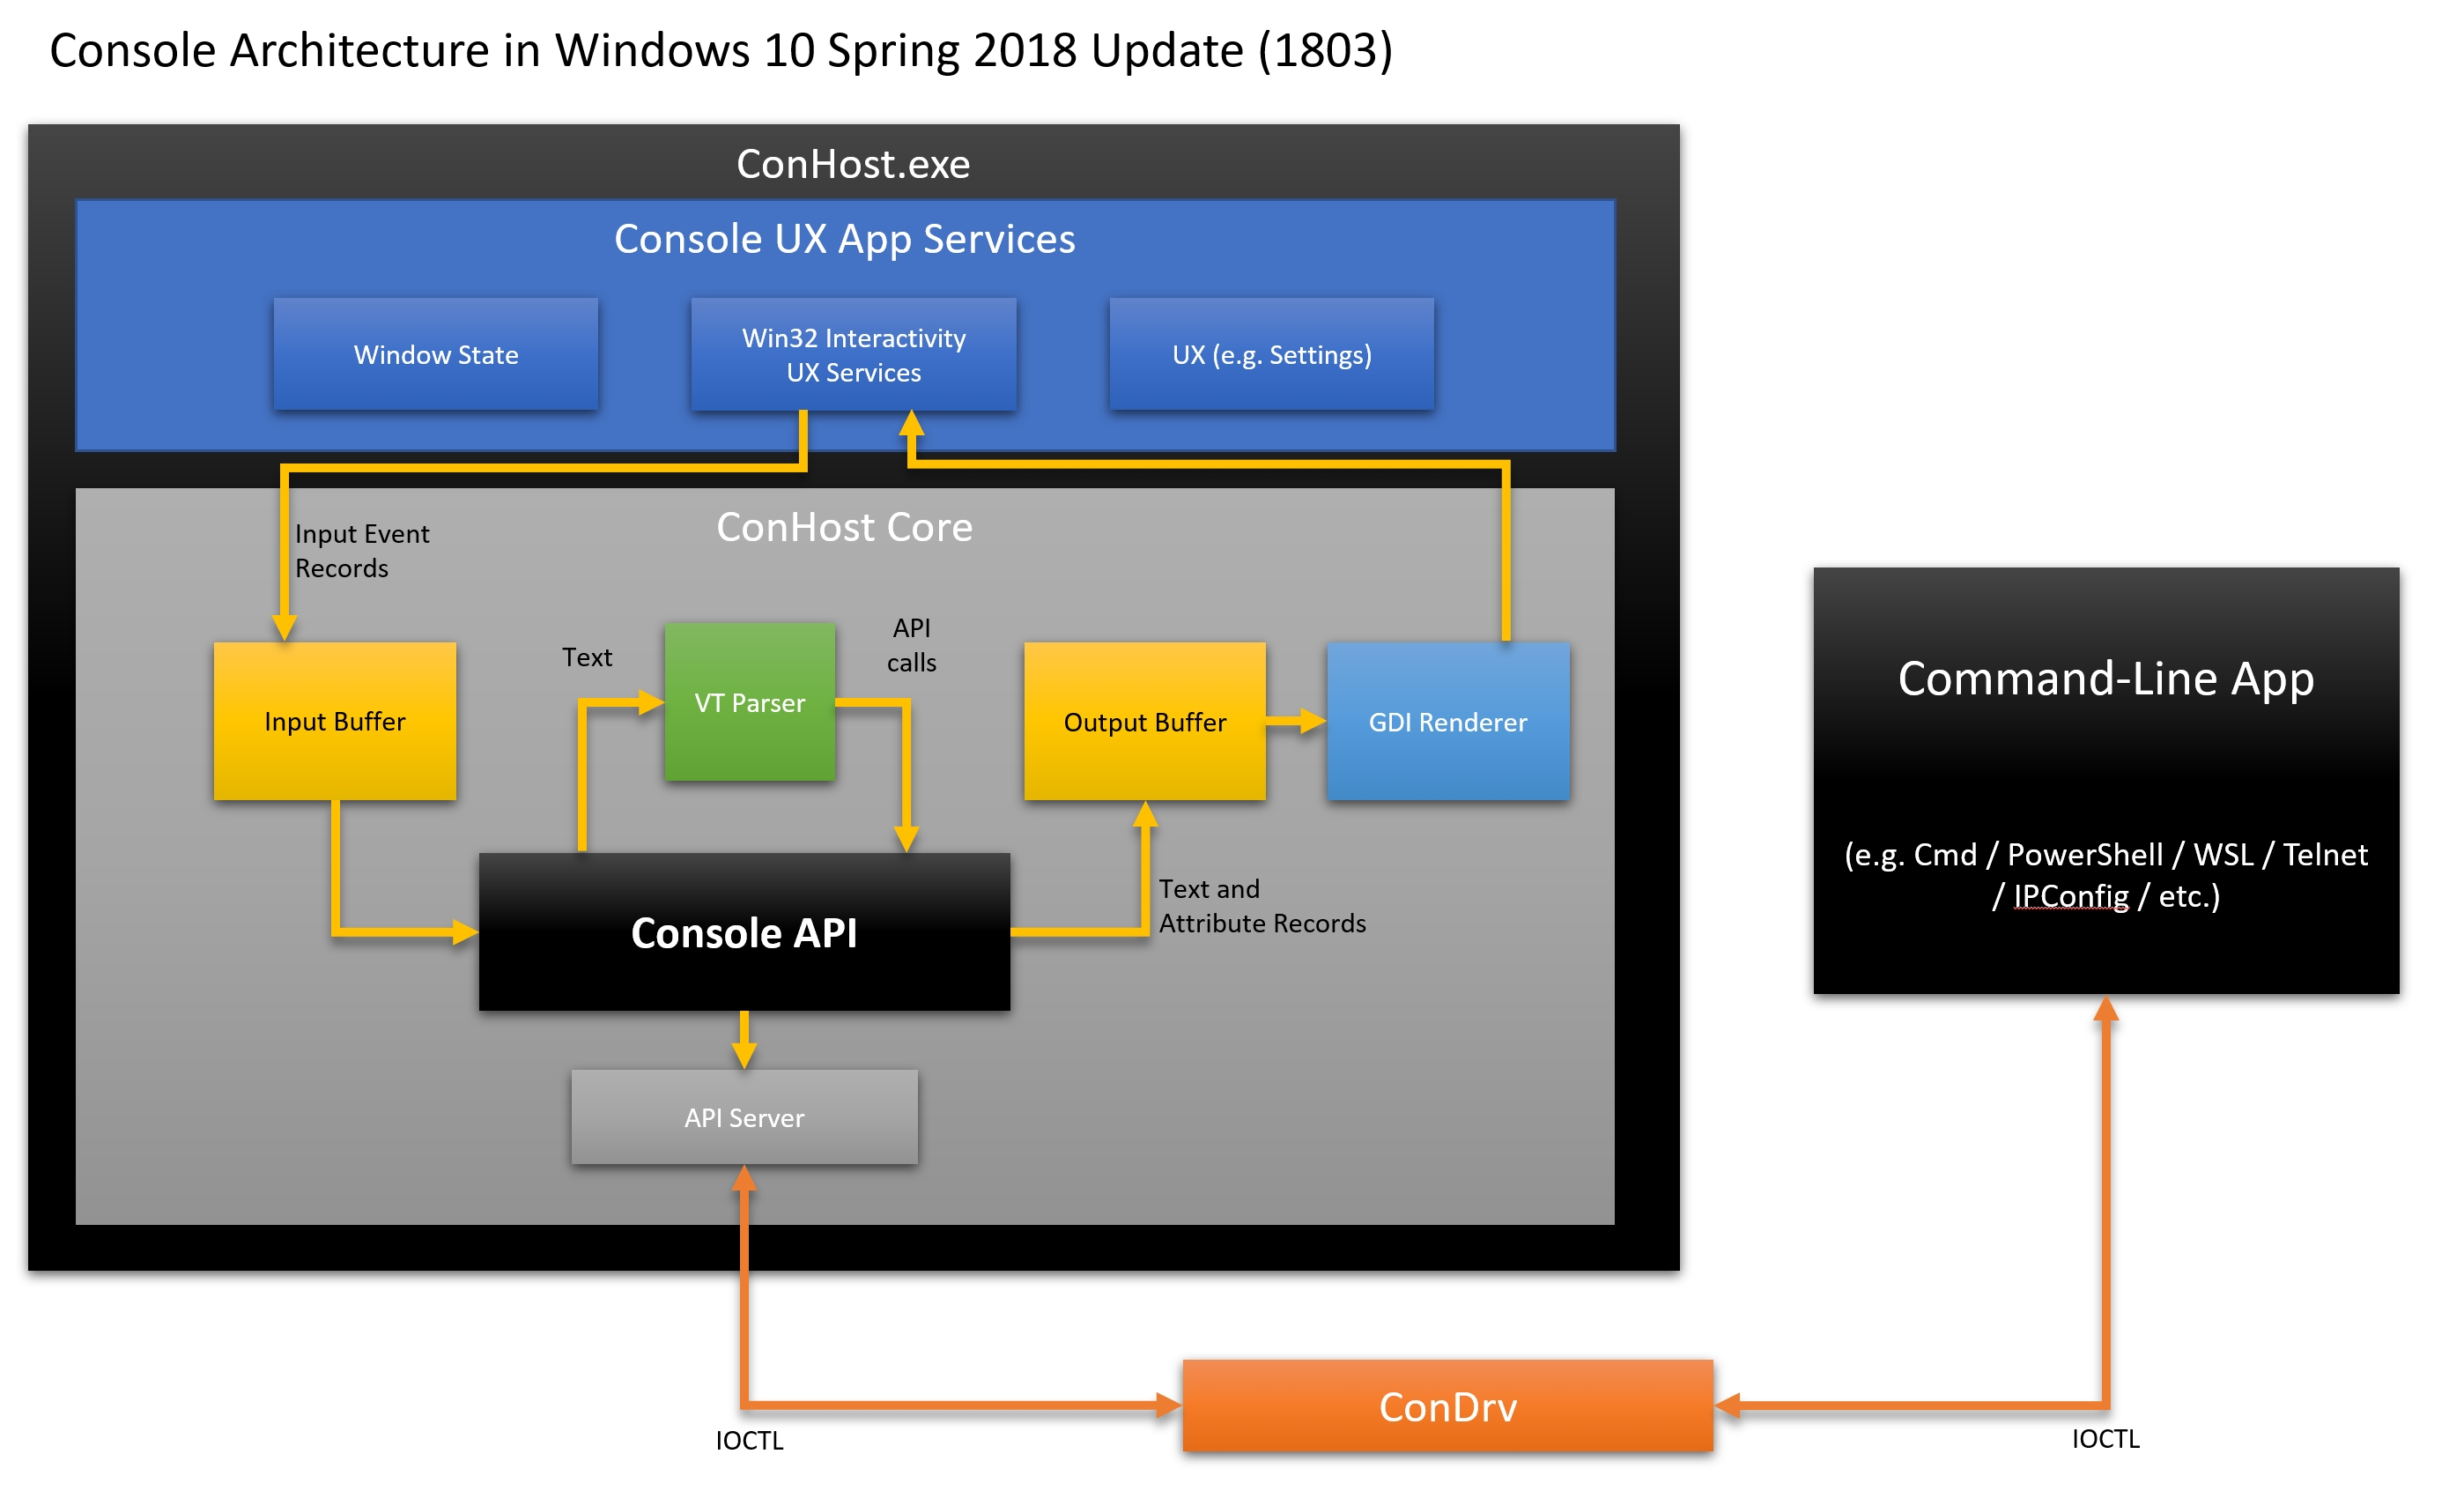 Console Architecture in Windows 10 Spring 2018 Update (1803)
ConHost.exe
Console UX App Services
Window State
Win32 Interactivity
UX Services
UX (e.g. Settings)
ConHost Core
Input Event
Records
Text
API
calls
Input Buffer
VT Parser
Output Buffer
GDI Renderer
Console API
Text and
Attribute Records
API Server
Command-Line App
(e.g. Cmd / PowerShell / WSL / Telnet
/ IPConfig / etc.)
ConDrv
IOCTL
IOCTL